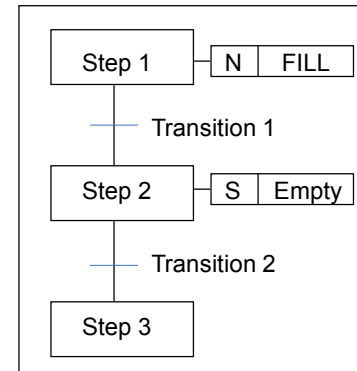 Step 1 N FILL
Transition 1
Step 2 S Empty
Transition 2
Step 3